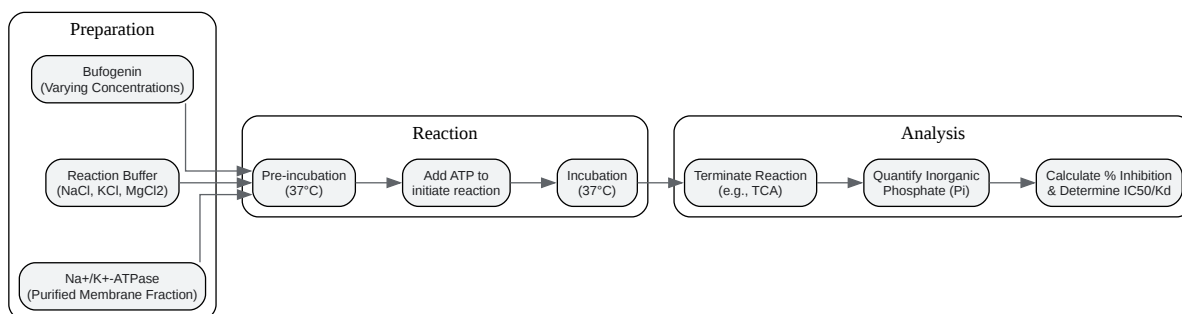 Preparation
Bufogenin
(Varying Concentrations)
Reaction Buffer
(NaCl, KCl, MgCl2)
Na+/K+-ATPase
(Purified Membrane Fraction)
Reaction
Pre-incubation
(37°C)
Add ATP to
initiate reaction
Incubation
(37°C)
Analysis
Terminate Reaction
(e.g., TCA)
Quantify Inorganic
Phosphate (Pi)
Calculate % Inhibition
& Determine IC50/Kd